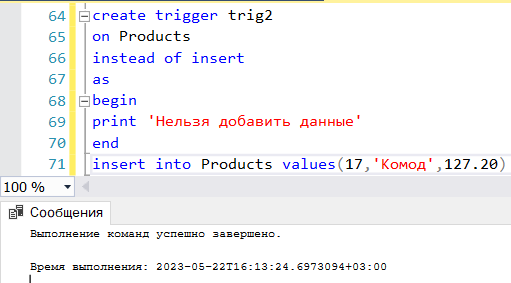 64 create trigger trig2
65 on Products
66 instead of insert
67 as
68 begin
69 print 'Нельзя добавить данные'
70 end
71 insert into Products values(17,'Комод',127.20)
100 %
Сообщения
Выполнение команд успешно завершено.
Время выполнения: 2023-05-22T16:13:24.6973094+03:00